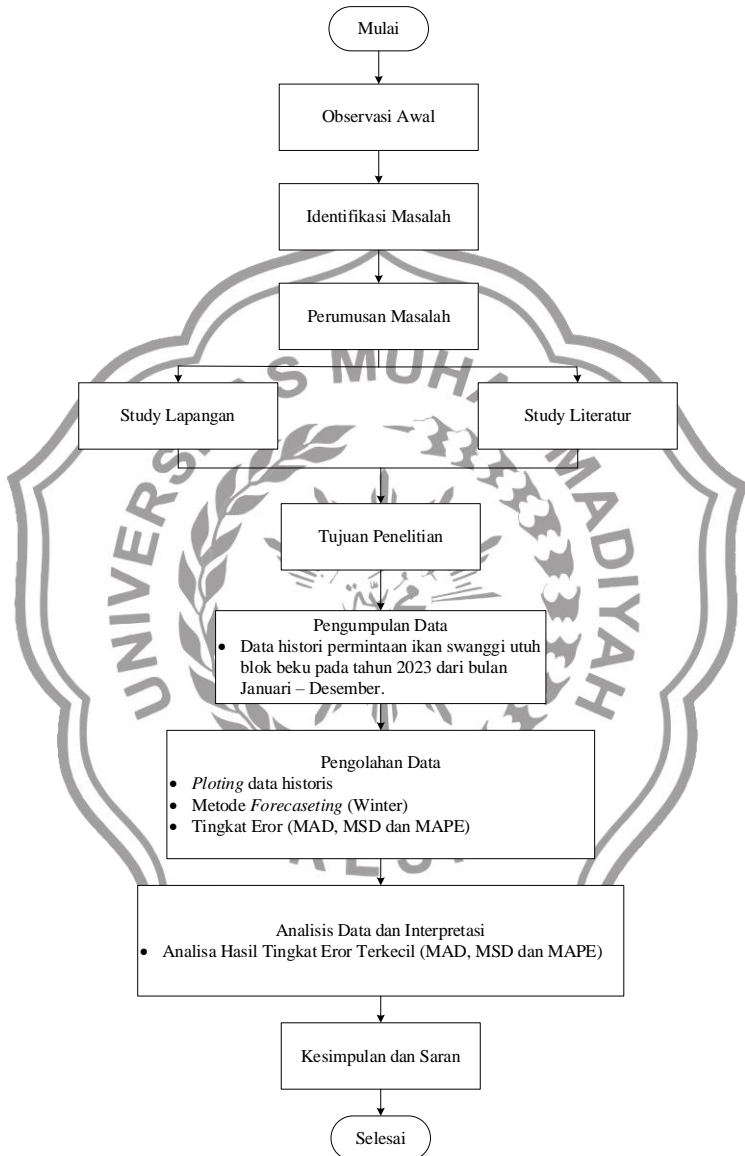 Mulai
Observasi Awal
Identifikasi Masalah
Perumusan Masalah
Study Lapangan
Study Literatur
Tujuan Penelitian
Pengumpulan Data
• Data histori permintaan ikan swanggi utuh
blok beku pada tahun 2023 dari bulan
Januari – Desember.
Pengolahan Data
• Ploting data historis
• Metode Forecaseting (Winter)
• Tingkat Eror (MAD, MSD dan MAPE)
Analisis Data dan Interpretasi
• Analisa Hasil Tingkat Eror Terkecil (MAD, MSD dan MAPE)
Kesimpulan dan Saran
Selesai
UNIVERSITAS MUHAMMADIYAH